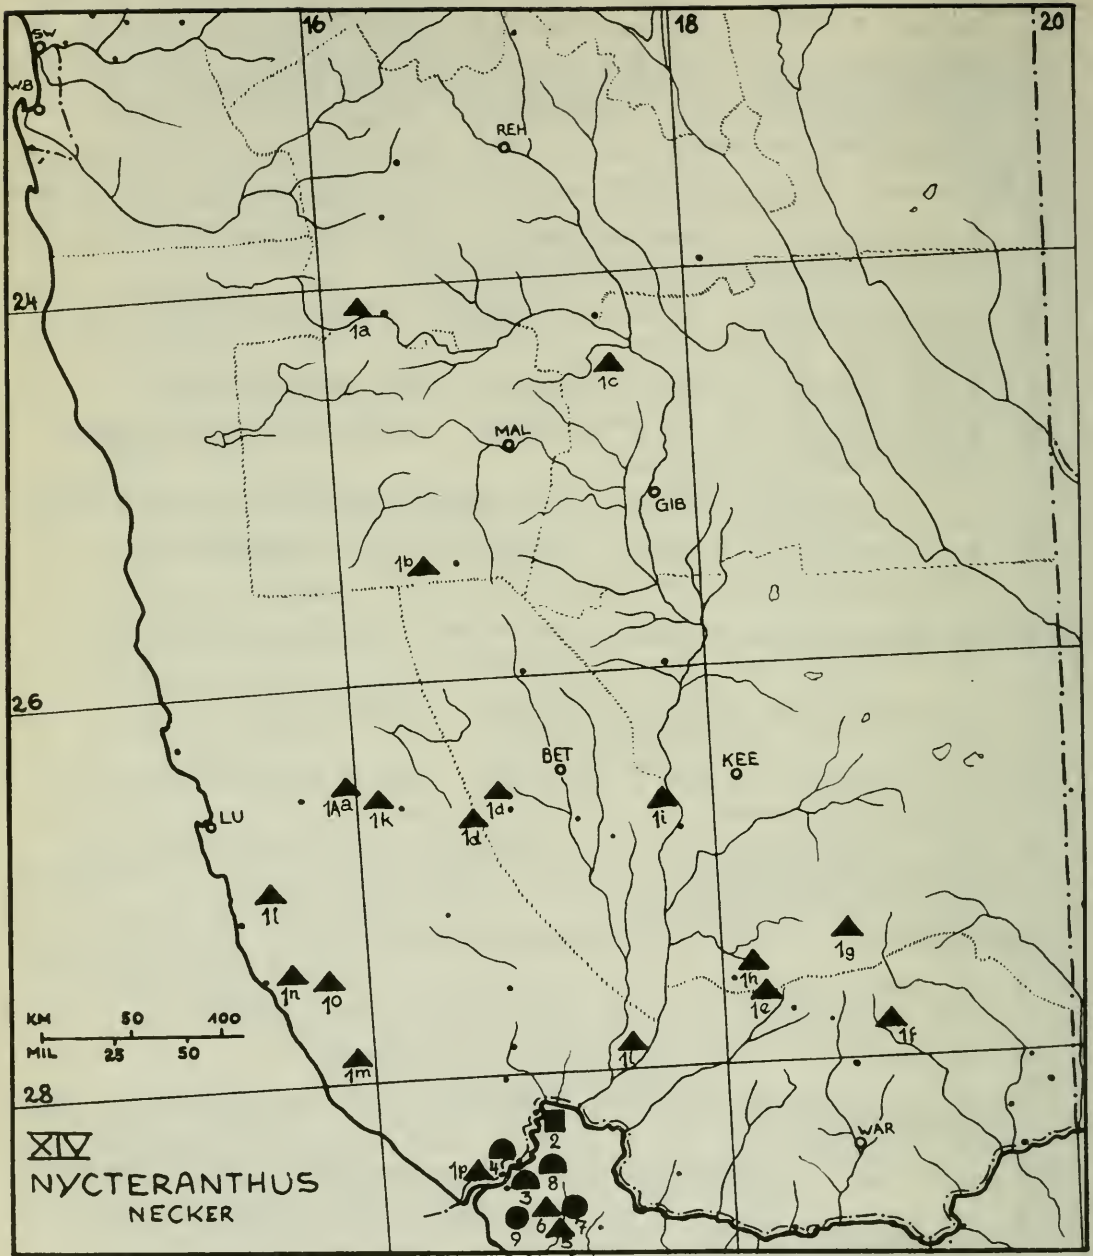 16
18
20
SW
WB
REH
24
1a
1c
MAL
GIB
1b
26
BET
KEE
1Aa
1k
1d
1d
1i
LU
1l
1g
1h
1e
1n
1o
1f
KM 50 100
MIL 25 50
1m
28
XIV
NYCTERANTHUS
NECKER
2
WAR
1p
4
8
3
6
7
9
5